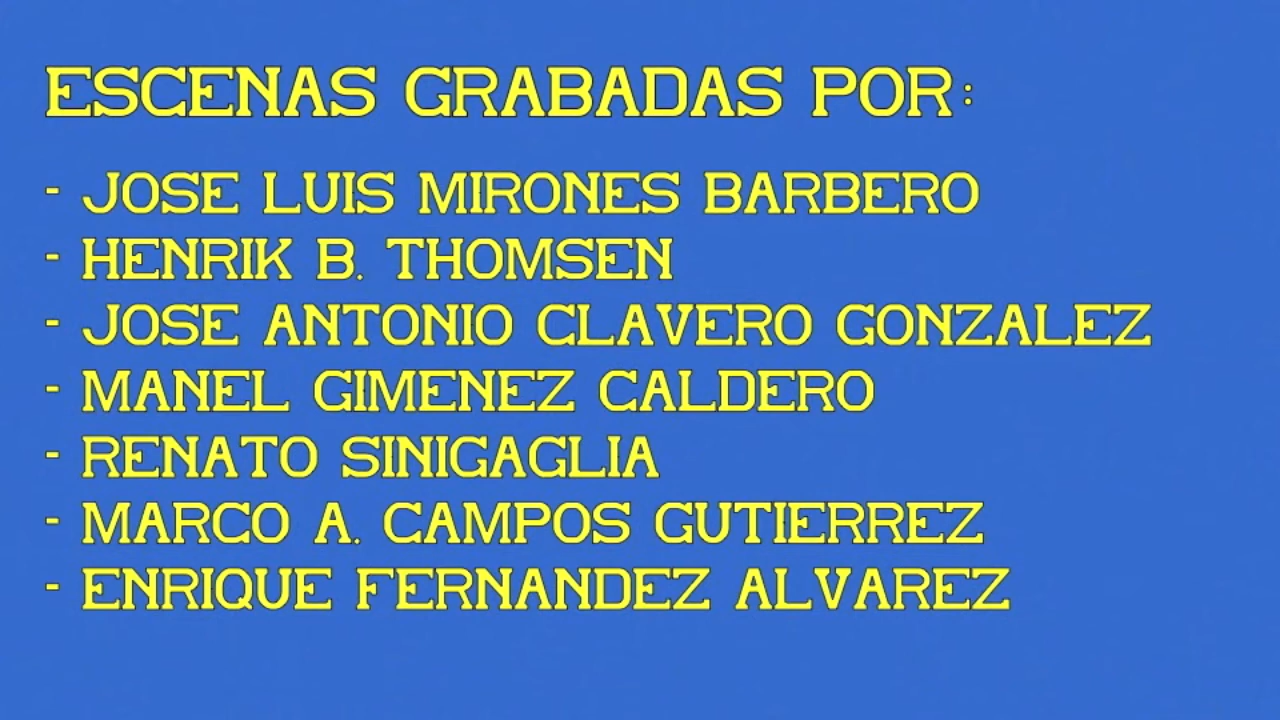 ESCENAS GRABADAS POR:
- JOSE LUIS MIRONES BARBERO
- HENRIK B. THOMSEN
- JOSE ANTONIO CLAVERO GONZALEZ
- MANEL GIMENEZ CALDERO
- RENATO SINIGAGLIA
- MARCO A. CAMPOS GUTIERREZ
- ENRIQUE FERNANDEZ ALVAREZ